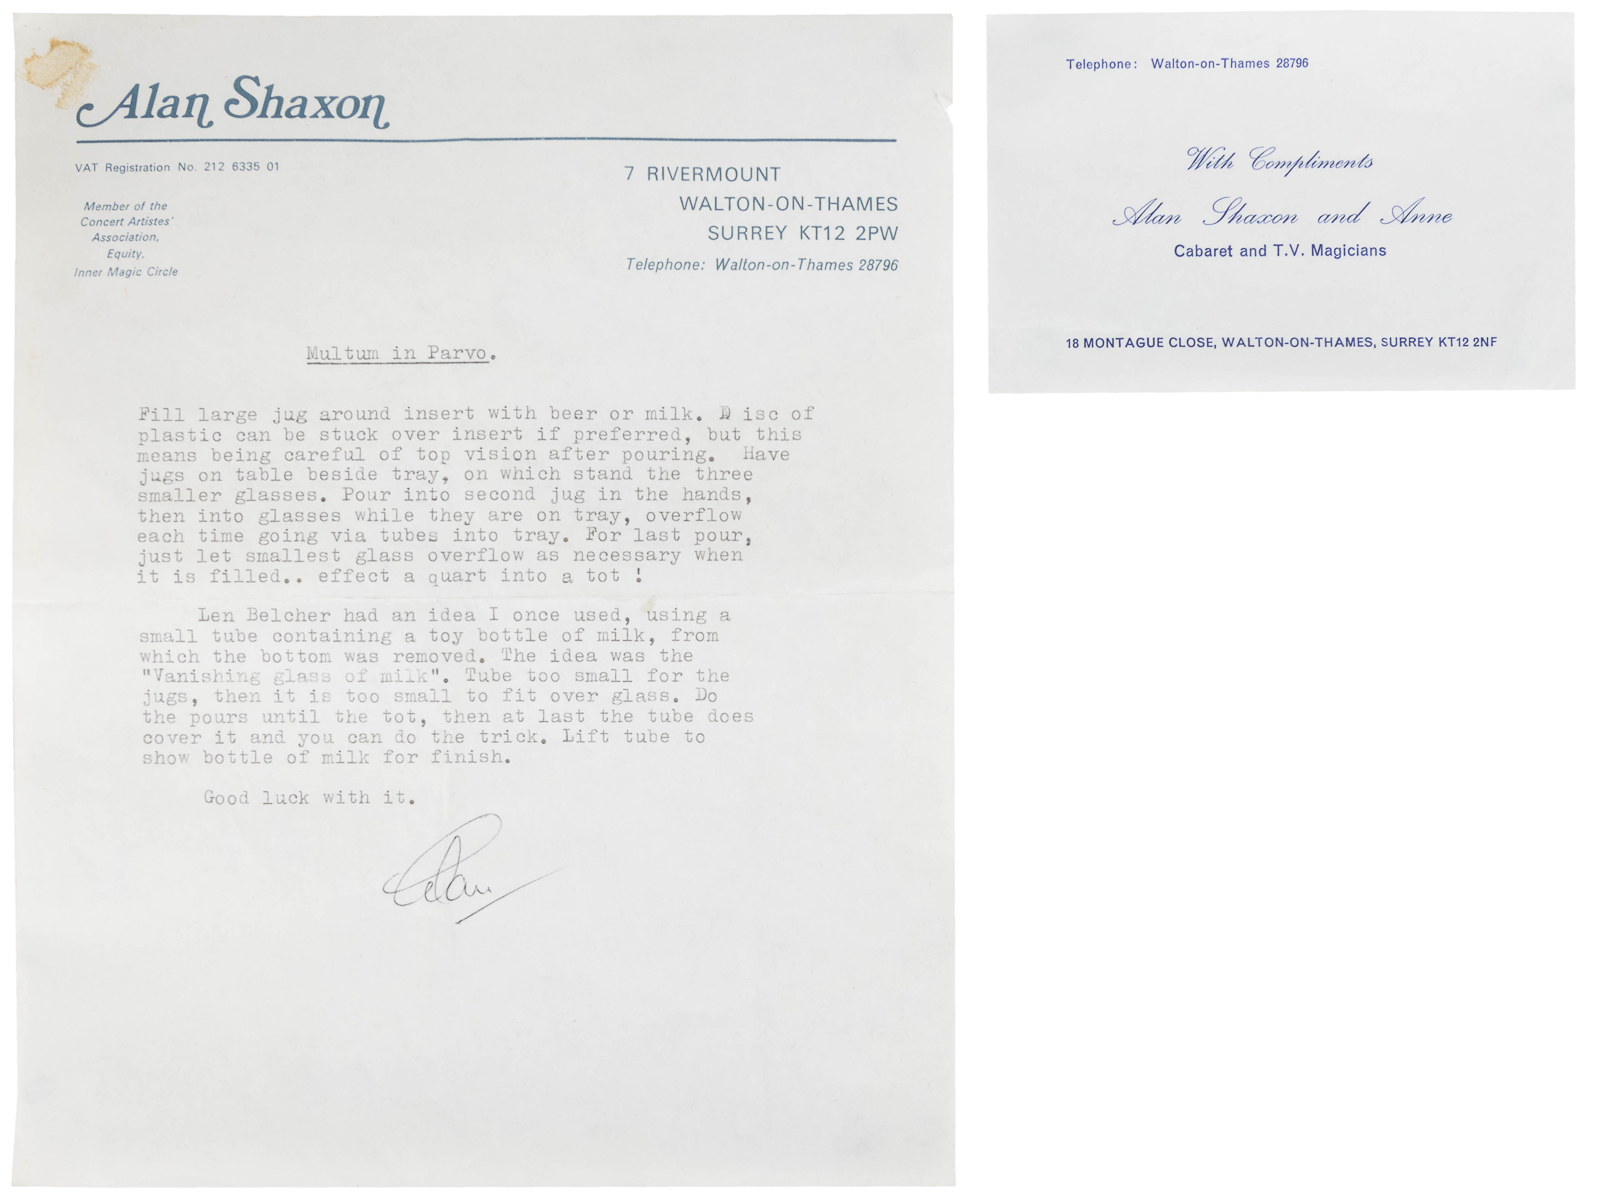 Alan Shaxon
VAT Registration No. 212 6335 01
Member of the
Concert Artistes'
Association,
Equity,
Inner Magic Circle
7 RIVERMOUNT
WALTON-ON-THAMES
SURREY KT12 2PW
Telephone: Walton-on-Thames 28796
Multum in Parvo.
Fill large jug around insert with beer or milk. D isc of
plastic can be stuck over insert if preferred, but this
means being careful of top vision after pouring. Have
jugs on table beside tray, on which stand the three
smaller glasses. Pour into second jug in the hands,
then into glasses while they are on tray, overflow
each time going via tubes into tray. For last pour,
just let smallest glass overflow as necessary when
it is filled.. effect a quart into a tot !
Len Belcher had an idea I once used, using a
small tube containing a toy bottle of milk, from
which the bottom was removed. The idea was the
"Vanishing glass of milk". Tube too small for the
jugs, then it is too small to fit over glass. Do
the pours until the tot, then at last the tube does
cover it and you can do the trick. Lift tube to
show bottle of milk for finish.
Good luck with it.
Alan
Telephone: Walton-on-Thames 28796
With Compliments
Alan Shaxon and Anne
Cabaret and T.V. Magicians
18 MONTAGUE CLOSE, WALTON-ON-THAMES, SURREY KT12 2NF